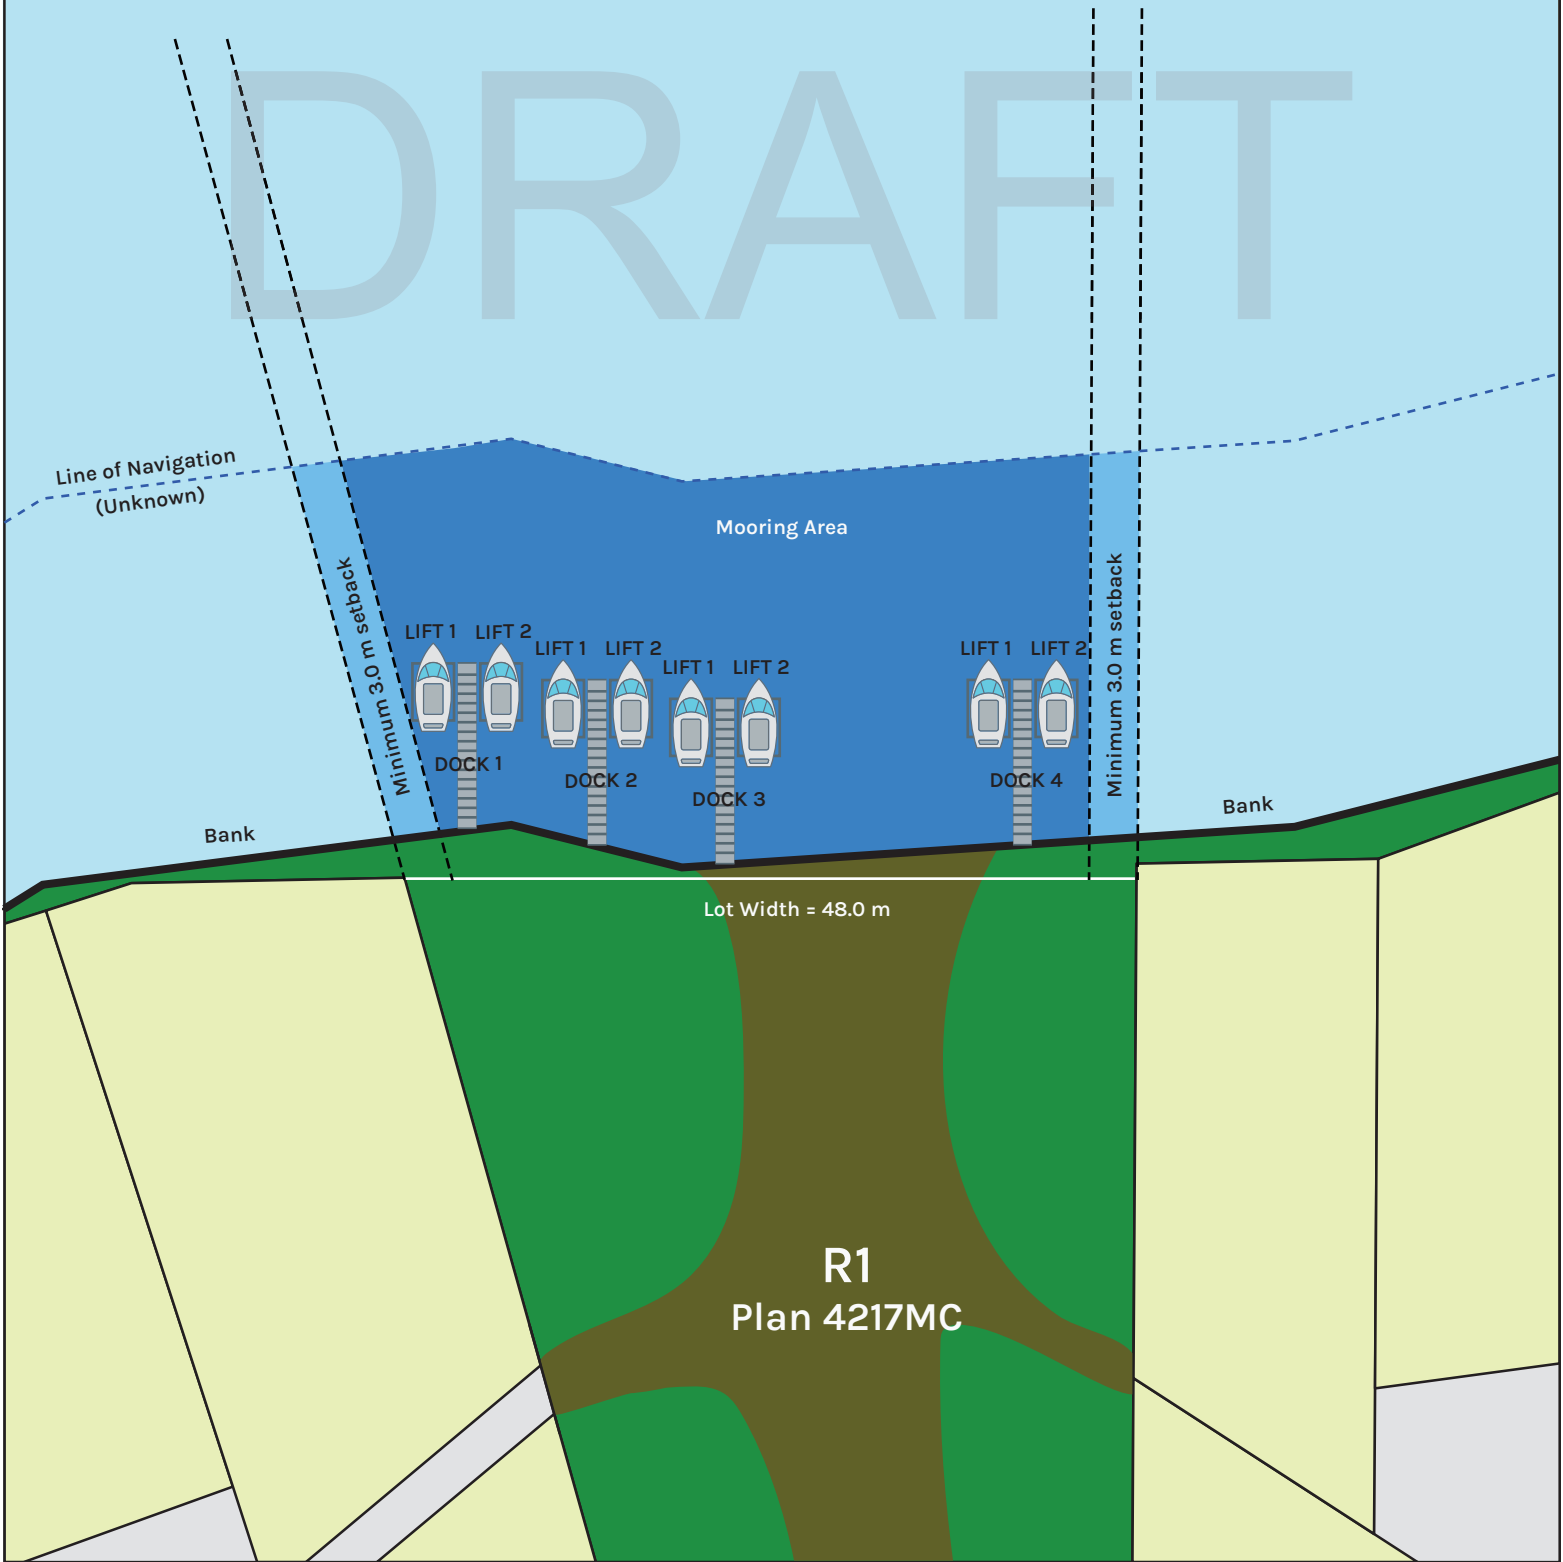 DRAFT
Line of Navigation
(Unknown)
Mooring Area
Minimum 3.0 m setback
Minimum 3.0 m setback
LIFT 1
LIFT 2
LIFT 1
LIFT 2
LIFT 1
LIFT 2
LIFT 1
LIFT 2
DOCK 1
DOCK 2
DOCK 3
DOCK 4
Bank
Bank
Lot Width = 48.0 m
R1
Plan 4217MC